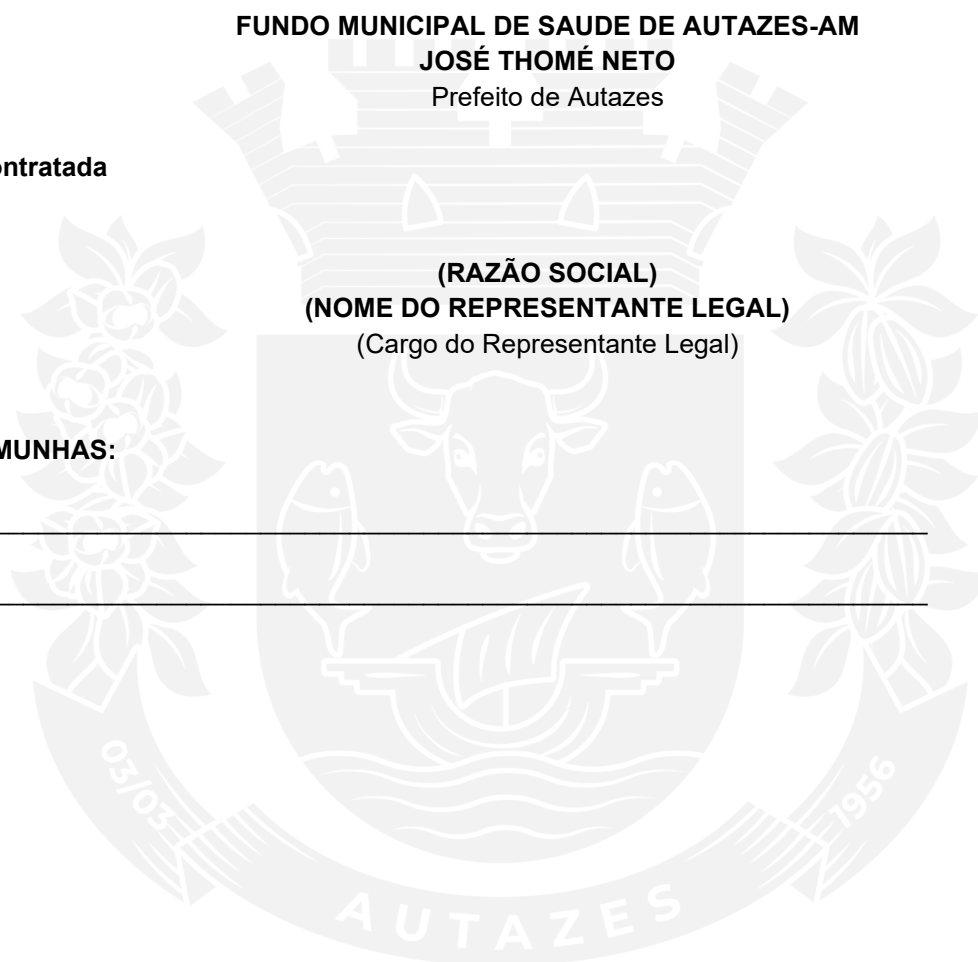 FUNDO MUNICIPAL DE SAUDE DE AUTAZES-AM
JOSÉ THOMÉ NETO
Prefeito de Autazes
ontratada
(RAZÃO SOCIAL)
(NOME DO REPRESENTANTE LEGAL)
(Cargo do Representante Legal)
MUNHAS:
03/03
1956
AUTAZES